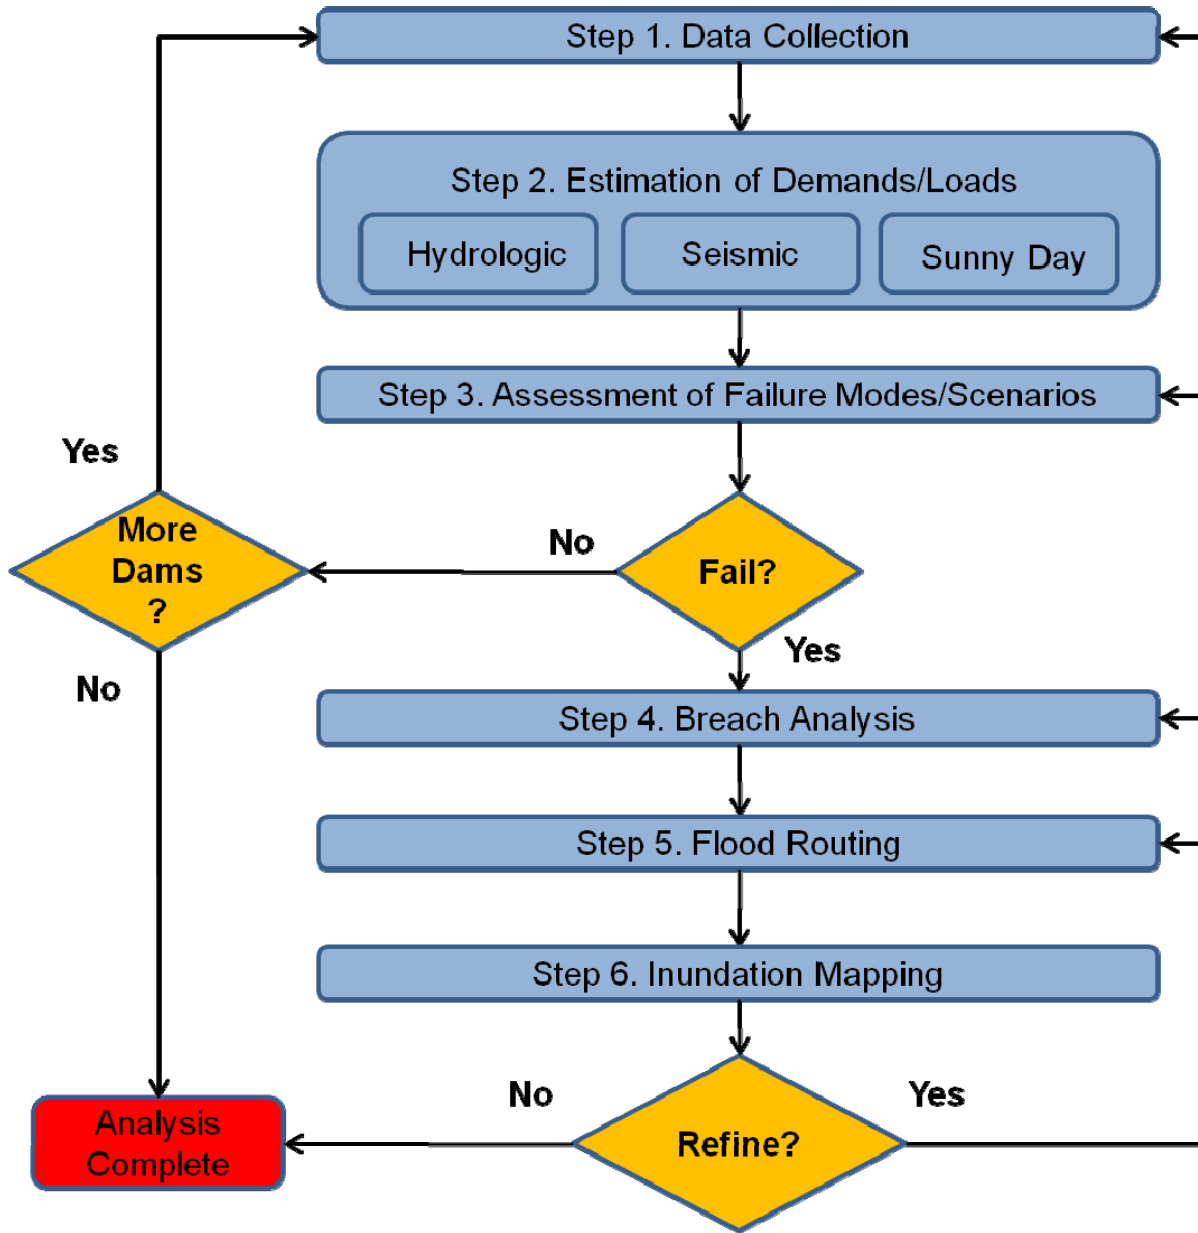 Step 1. Data Collection
Step 2. Estimation of Demands/Loads
Hydrologic
Seismic
Sunny Day
Step 3. Assessment of Failure Modes/Scenarios
Yes
More
Dams
?
No
Fail?
No
Yes
Step 4. Breach Analysis
Step 5. Flood Routing
Step 6. Inundation Mapping
No
Yes
Analysis
Complete
Refine?